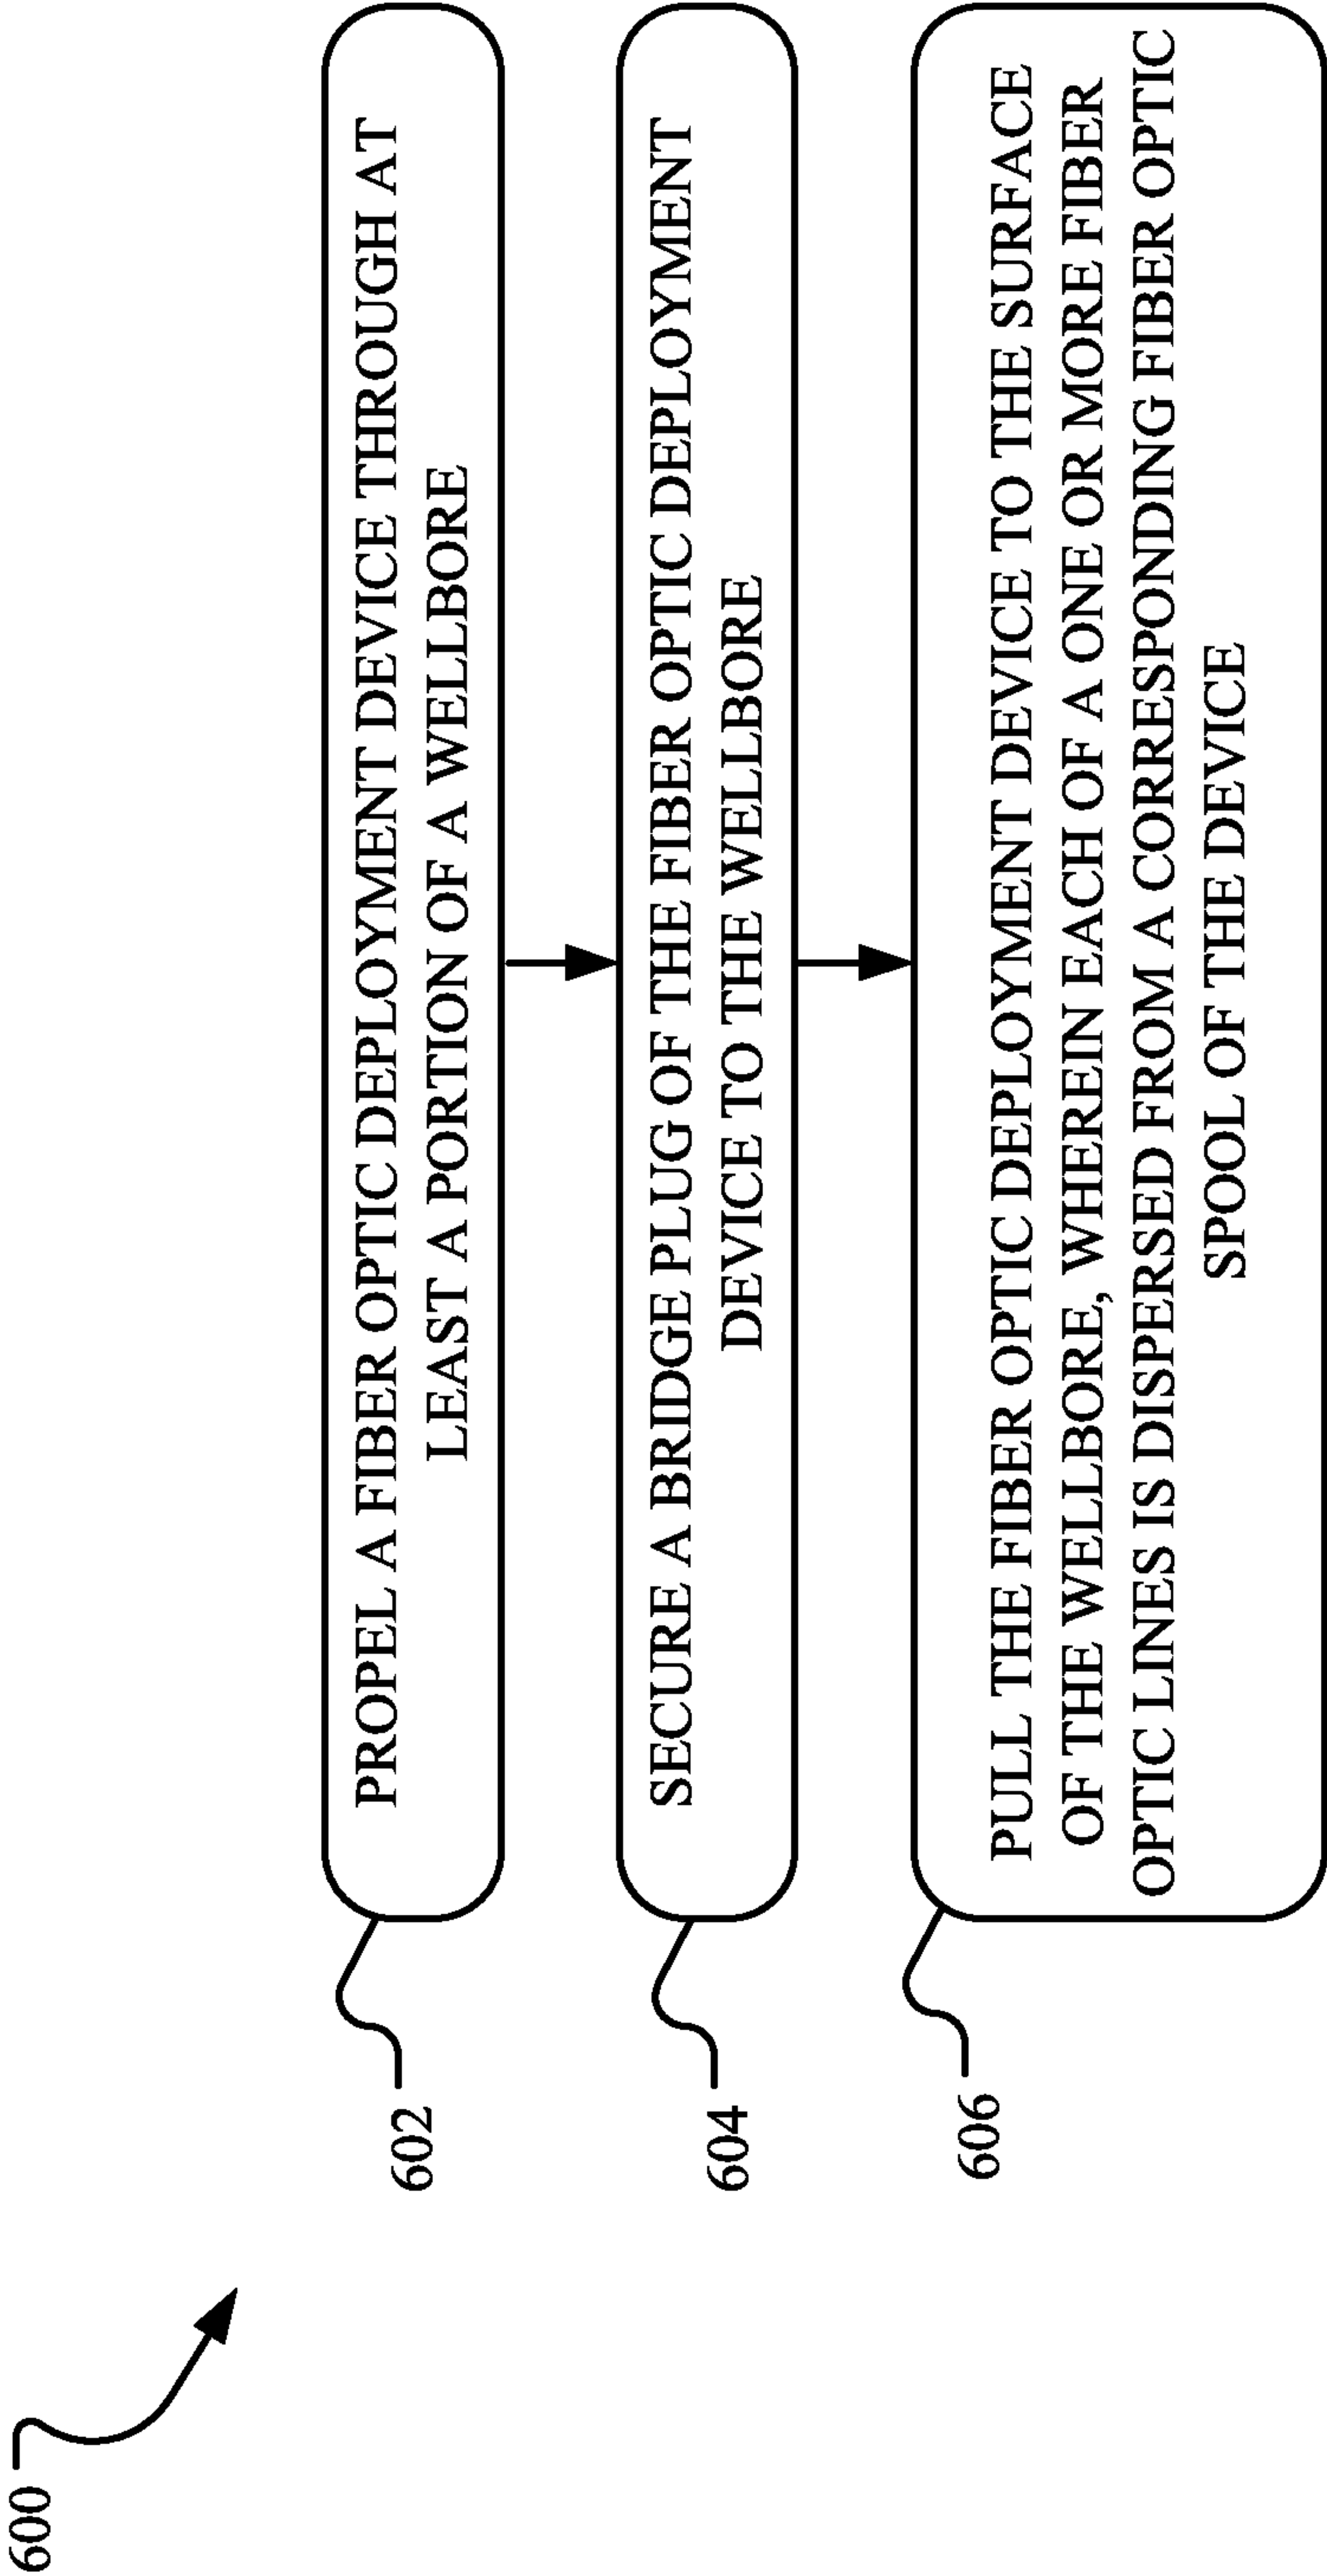 600
602
PROPEL A FIBER OPTIC DEPLOYMENT DEVICE THROUGH AT
LEAST A PORTION OF A WELLBORE
604
SECURE A BRIDGE PLUG OF THE FIBER OPTIC DEPLOYMENT
DEVICE TO THE WELLBORE
606
PULL THE FIBER OPTIC DEPLOYMENT DEVICE TO THE SURFACE
OF THE WELLBORE, WHEREIN EACH OF A ONE OR MORE FIBER
OPTIC LINES IS DISPERSED FROM A CORRESPONDING FIBER OPTIC
SPOOL OF THE DEVICE